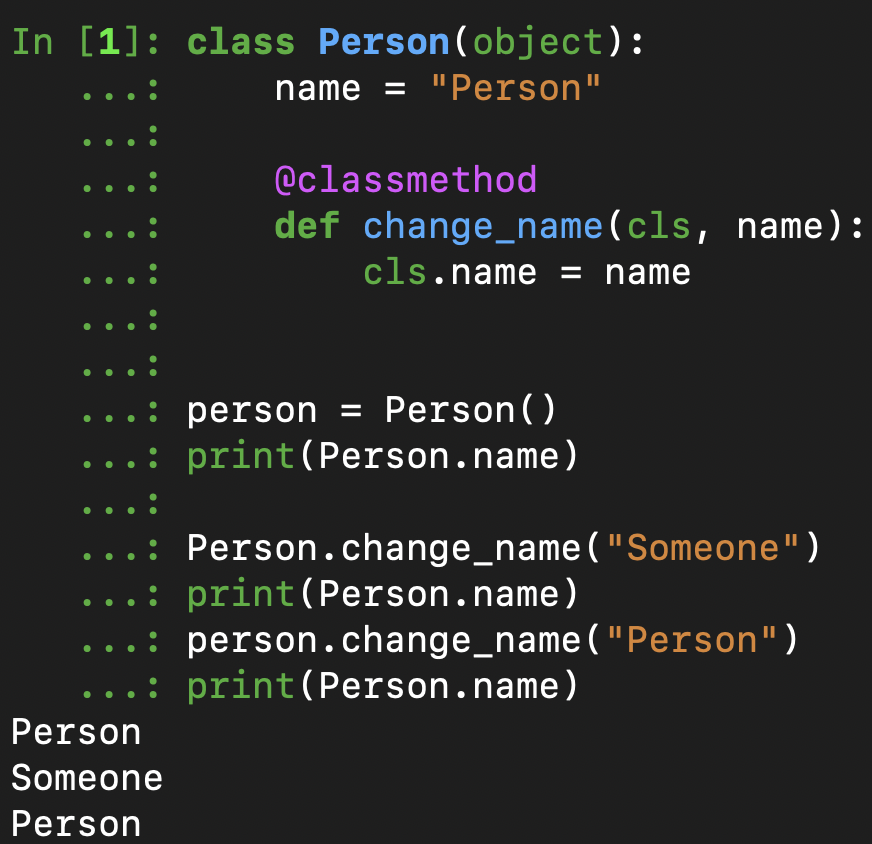 In [1]: class Person(object):
   ...:     name = "Person"
   ...:
   ...:     @classmethod
   ...:     def change_name(cls, name):
   ...:         cls.name = name
   ...:
   ...:
   ...: person = Person()
   ...: print(Person.name)
   ...:
   ...: Person.change_name("Someone")
   ...: print(Person.name)
   ...: person.change_name("Person")
   ...: print(Person.name)
Person
Someone
Person